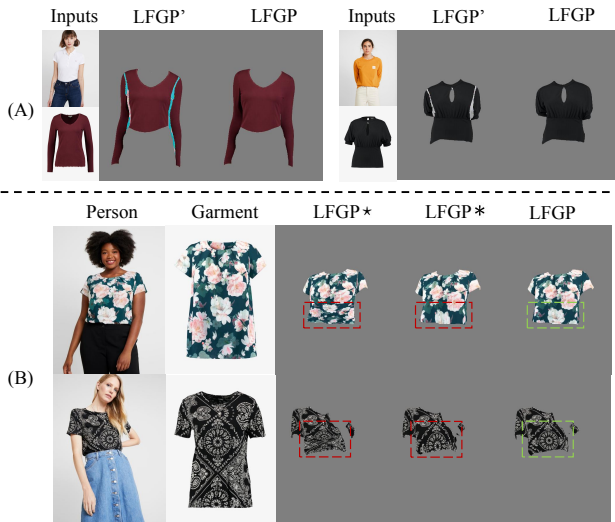 Inputs LFGP’ LFGP Inputs LFGP’ LFGP
(A)
Person Garment LFGP⋆ LFGP* LFGP
(B)